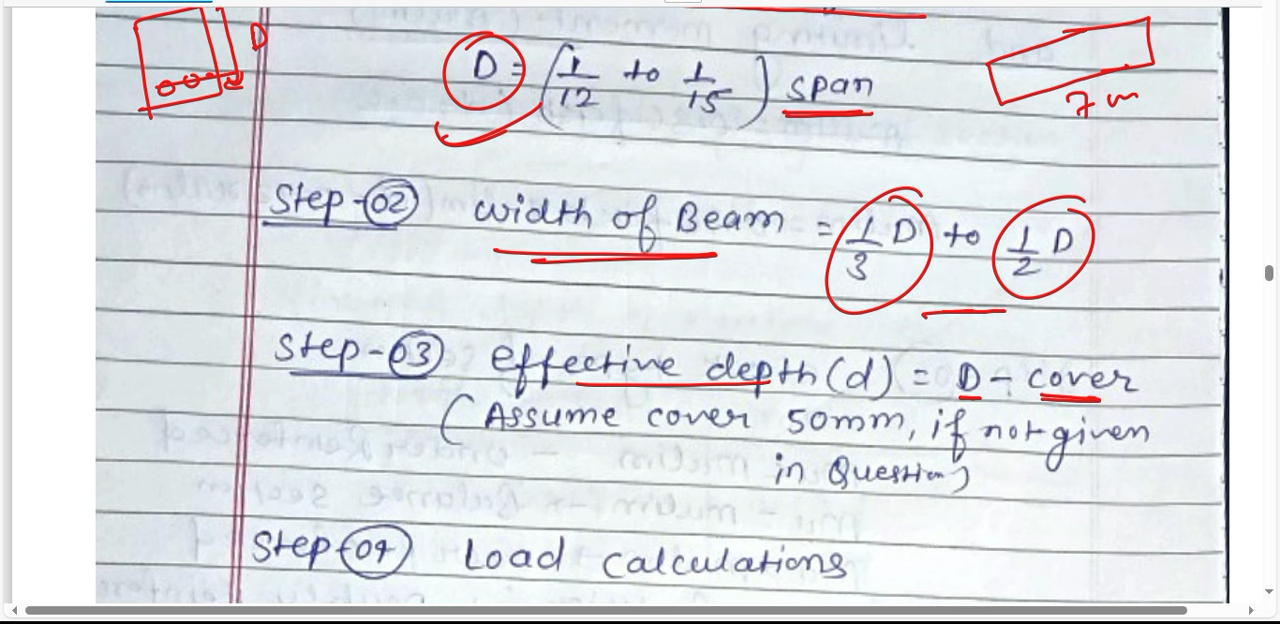 D
D = (1/12 to 1/15) span
7 m
Step-02 width of Beam = 1/3 D to 1/2 D
Step-03 effective depth (d) = D - cover
(Assume cover 50mm, if not given
in Question)
Step-04 Load calculations